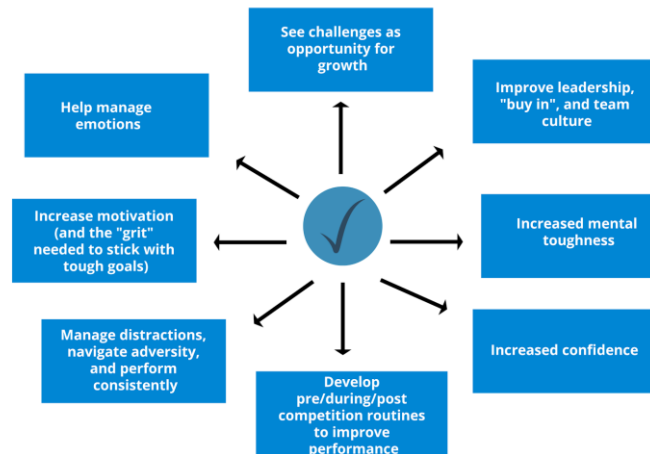 See challenges as
opportunity for
growth
Improve leadership,
"buy in", and team
culture
Increased mental
toughness
Increased confidence
Develop
pre/during/post
competition routines
to improve
performance
Manage distractions,
navigate adversity,
and perform
consistently
Increase motivation
(and the "grit"
needed to stick with
tough goals)
Help manage
emotions